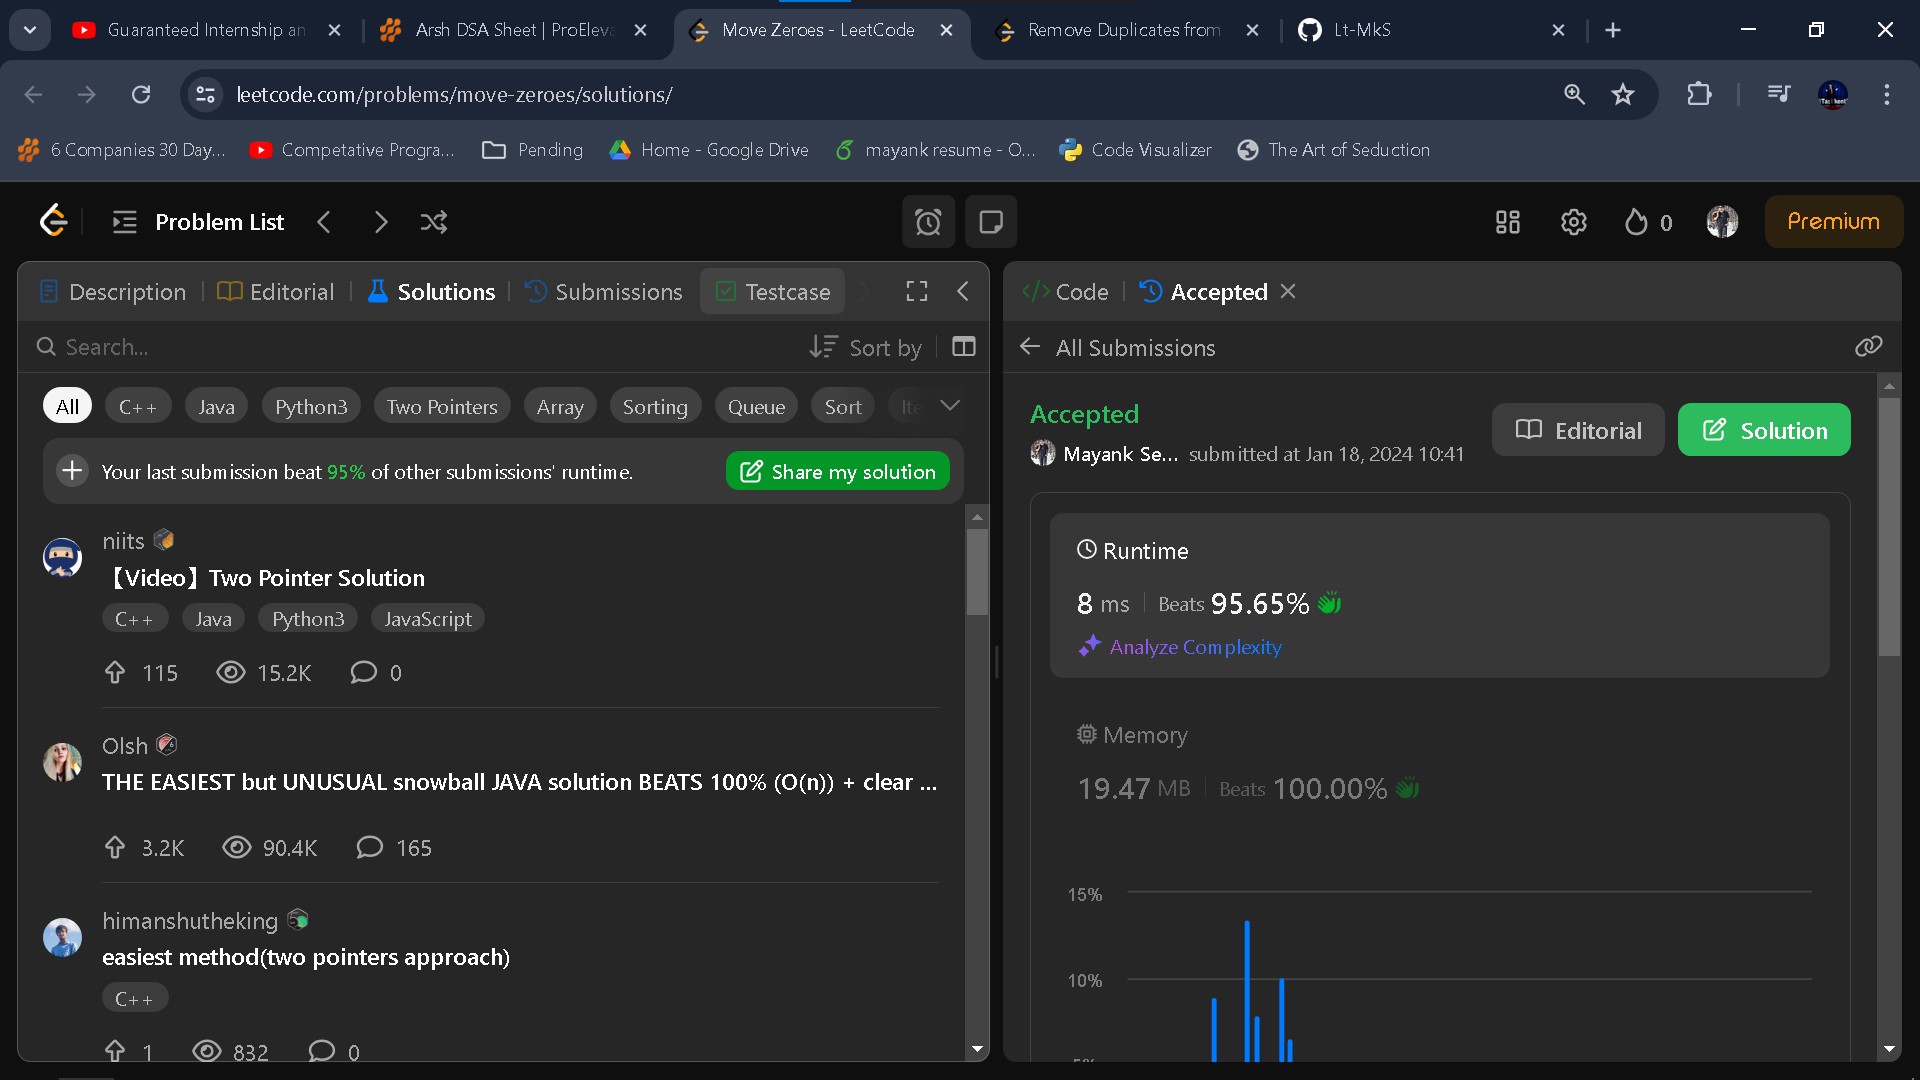 Guaranteed Internship an
Arsh DSA Sheet | ProEleva
Move Zeroes - LeetCode
Remove Duplicates from
Lt-MkS
leetcode.com/problems/move-zeroes/solutions/
6 Companies 30 Day...
Competative Progra...
Pending
Home - Google Drive
mayank resume - O...
Code Visualizer
The Art of Seduction
Problem List
0
Premium
Description
Editorial
Solutions
Submissions
Testcase
Search...
Sort by
All
C++
Java
Python3
Two Pointers
Array
Sorting
Queue
Sort
Ite
Your last submission beat 95% of other submissions' runtime.
Share my solution
niits
【Video】Two Pointer Solution
C++
Java
Python3
JavaScript
115
15.2K
0
Olsh
THE EASIEST but UNUSUAL snowball JAVA solution BEATS 100% (O(n)) + clear ...
3.2K
90.4K
165
himanshutheking
easiest method(two pointers approach)
C++
1
832
0
</> Code
Accepted
All Submissions
Accepted
Mayank Se... submitted at Jan 18, 2024 10:41
Editorial
Solution
Runtime
8 ms
Beats 95.65%
Analyze Complexity
Memory
19.47 MB
Beats 100.00%
15%
10%